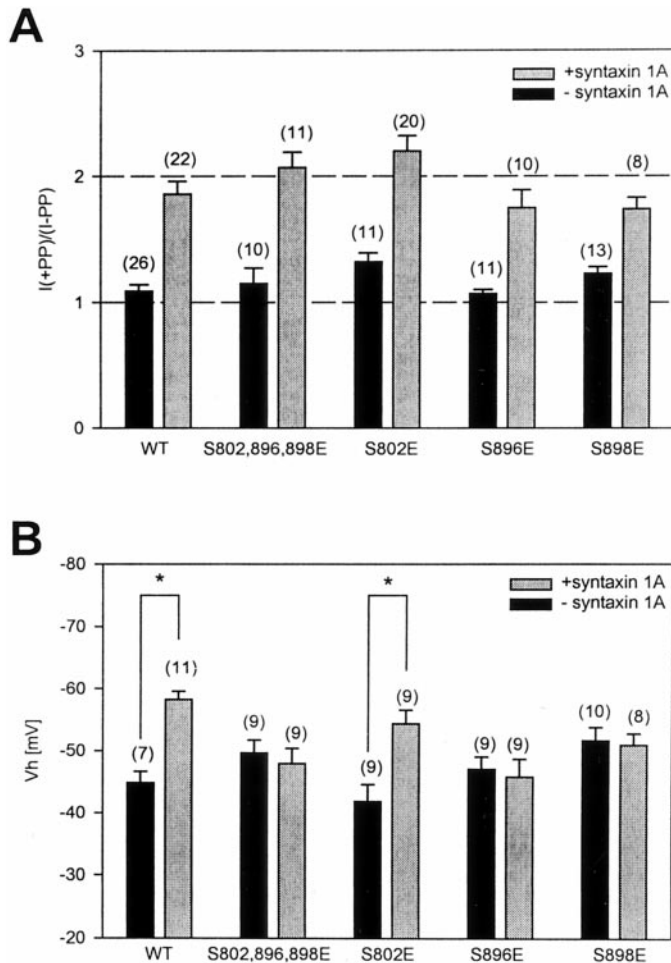 A
3
+syntaxin 1A
- syntaxin 1A
(20)
(11)
(22)
(10)
(8)
2
I(+PP)/(I-PP)
(26)
(10)
(11)
(11)
(13)
1
0
WT
S802,896,898E
S802E
S896E
S898E
B
-80
*
*
+syntaxin 1A
- syntaxin 1A
-70
(11)
-60
(9)
(9)
(9)
(10)
(8)
(7)
(9)
(9)
(9)
-50
Vh [mV]
-40
-30
-20
WT
S802,896,898E
S802E
S896E
S898E